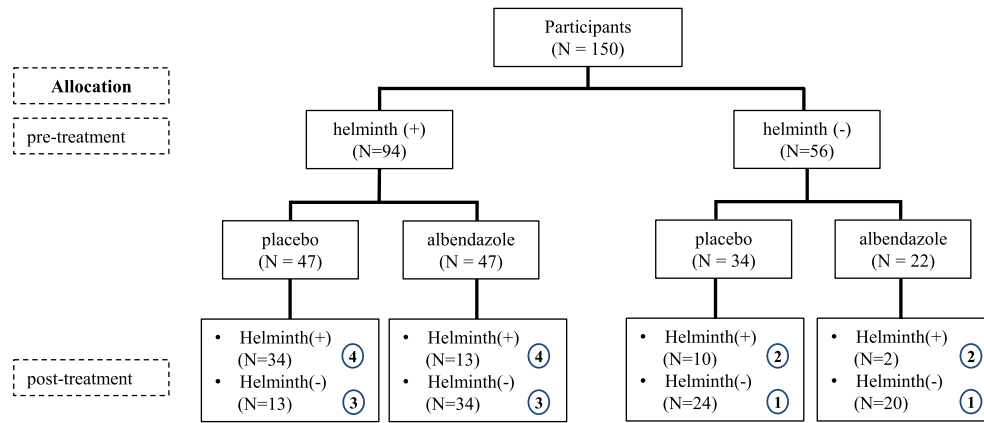 Participants
(N = 150)
Allocation
pre-treatment
helminth (+)
(N=94)
helminth (-)
(N=56)
placebo
(N = 47)
albendazole
(N = 47)
placebo
(N = 34)
albendazole
(N = 22)
post-treatment
• Helminth(+)
(N=34) 4
• Helminth(-)
(N=13) 3
• Helminth(+)
(N=13) 4
• Helminth(-)
(N=34) 3
• Helminth(+)
(N=10) 2
• Helminth(-)
(N=24) 1
• Helminth(+)
(N=2) 2
• Helminth(-)
(N=20) 1